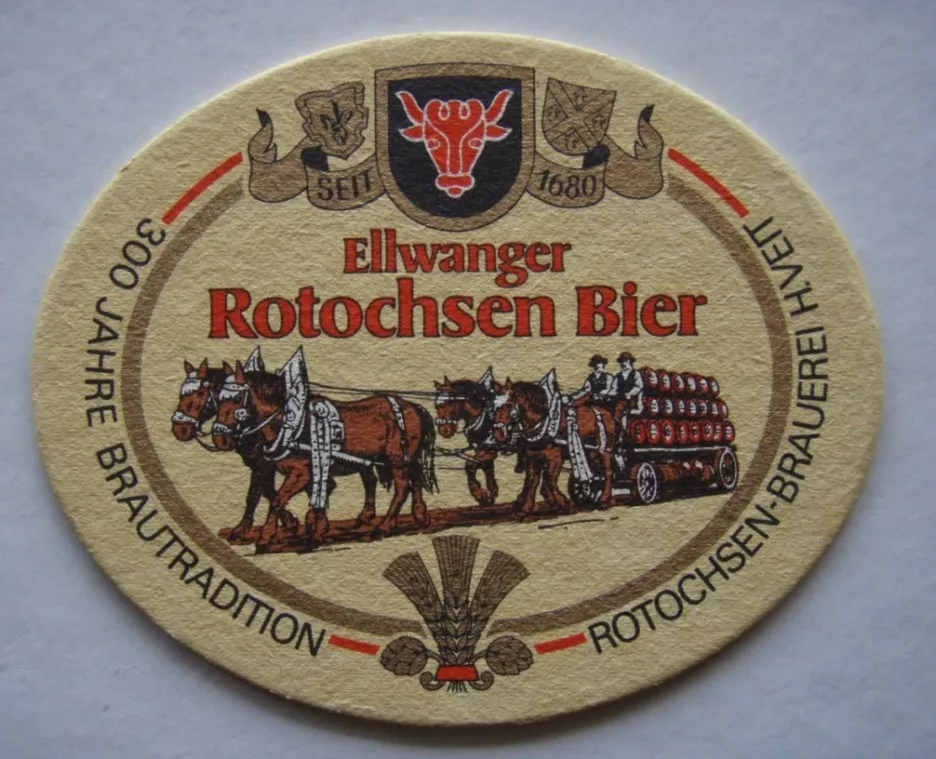 SEIT 1680
Ellwanger
Rotochsen Bier
300 JAHRE BRAUTRADITION
ROTOCHSEN-BRAUEREI H.VEIT